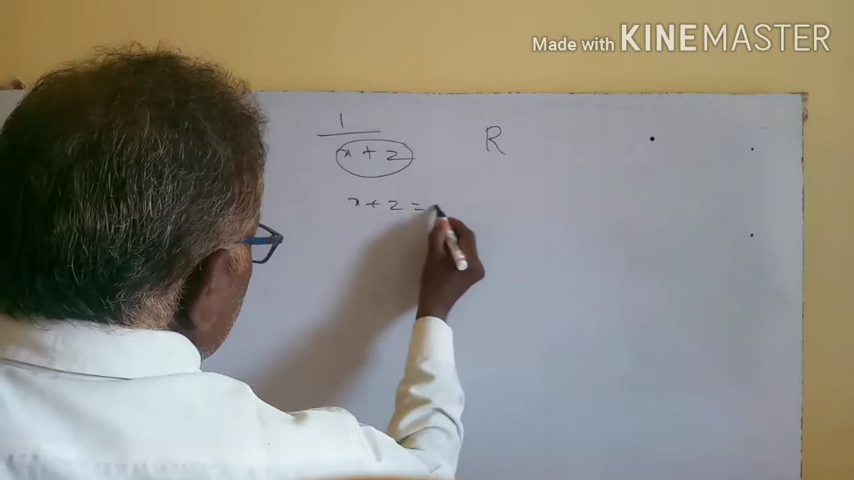 Made with KINEMASTER
1
x + 2
R
x + 2 =